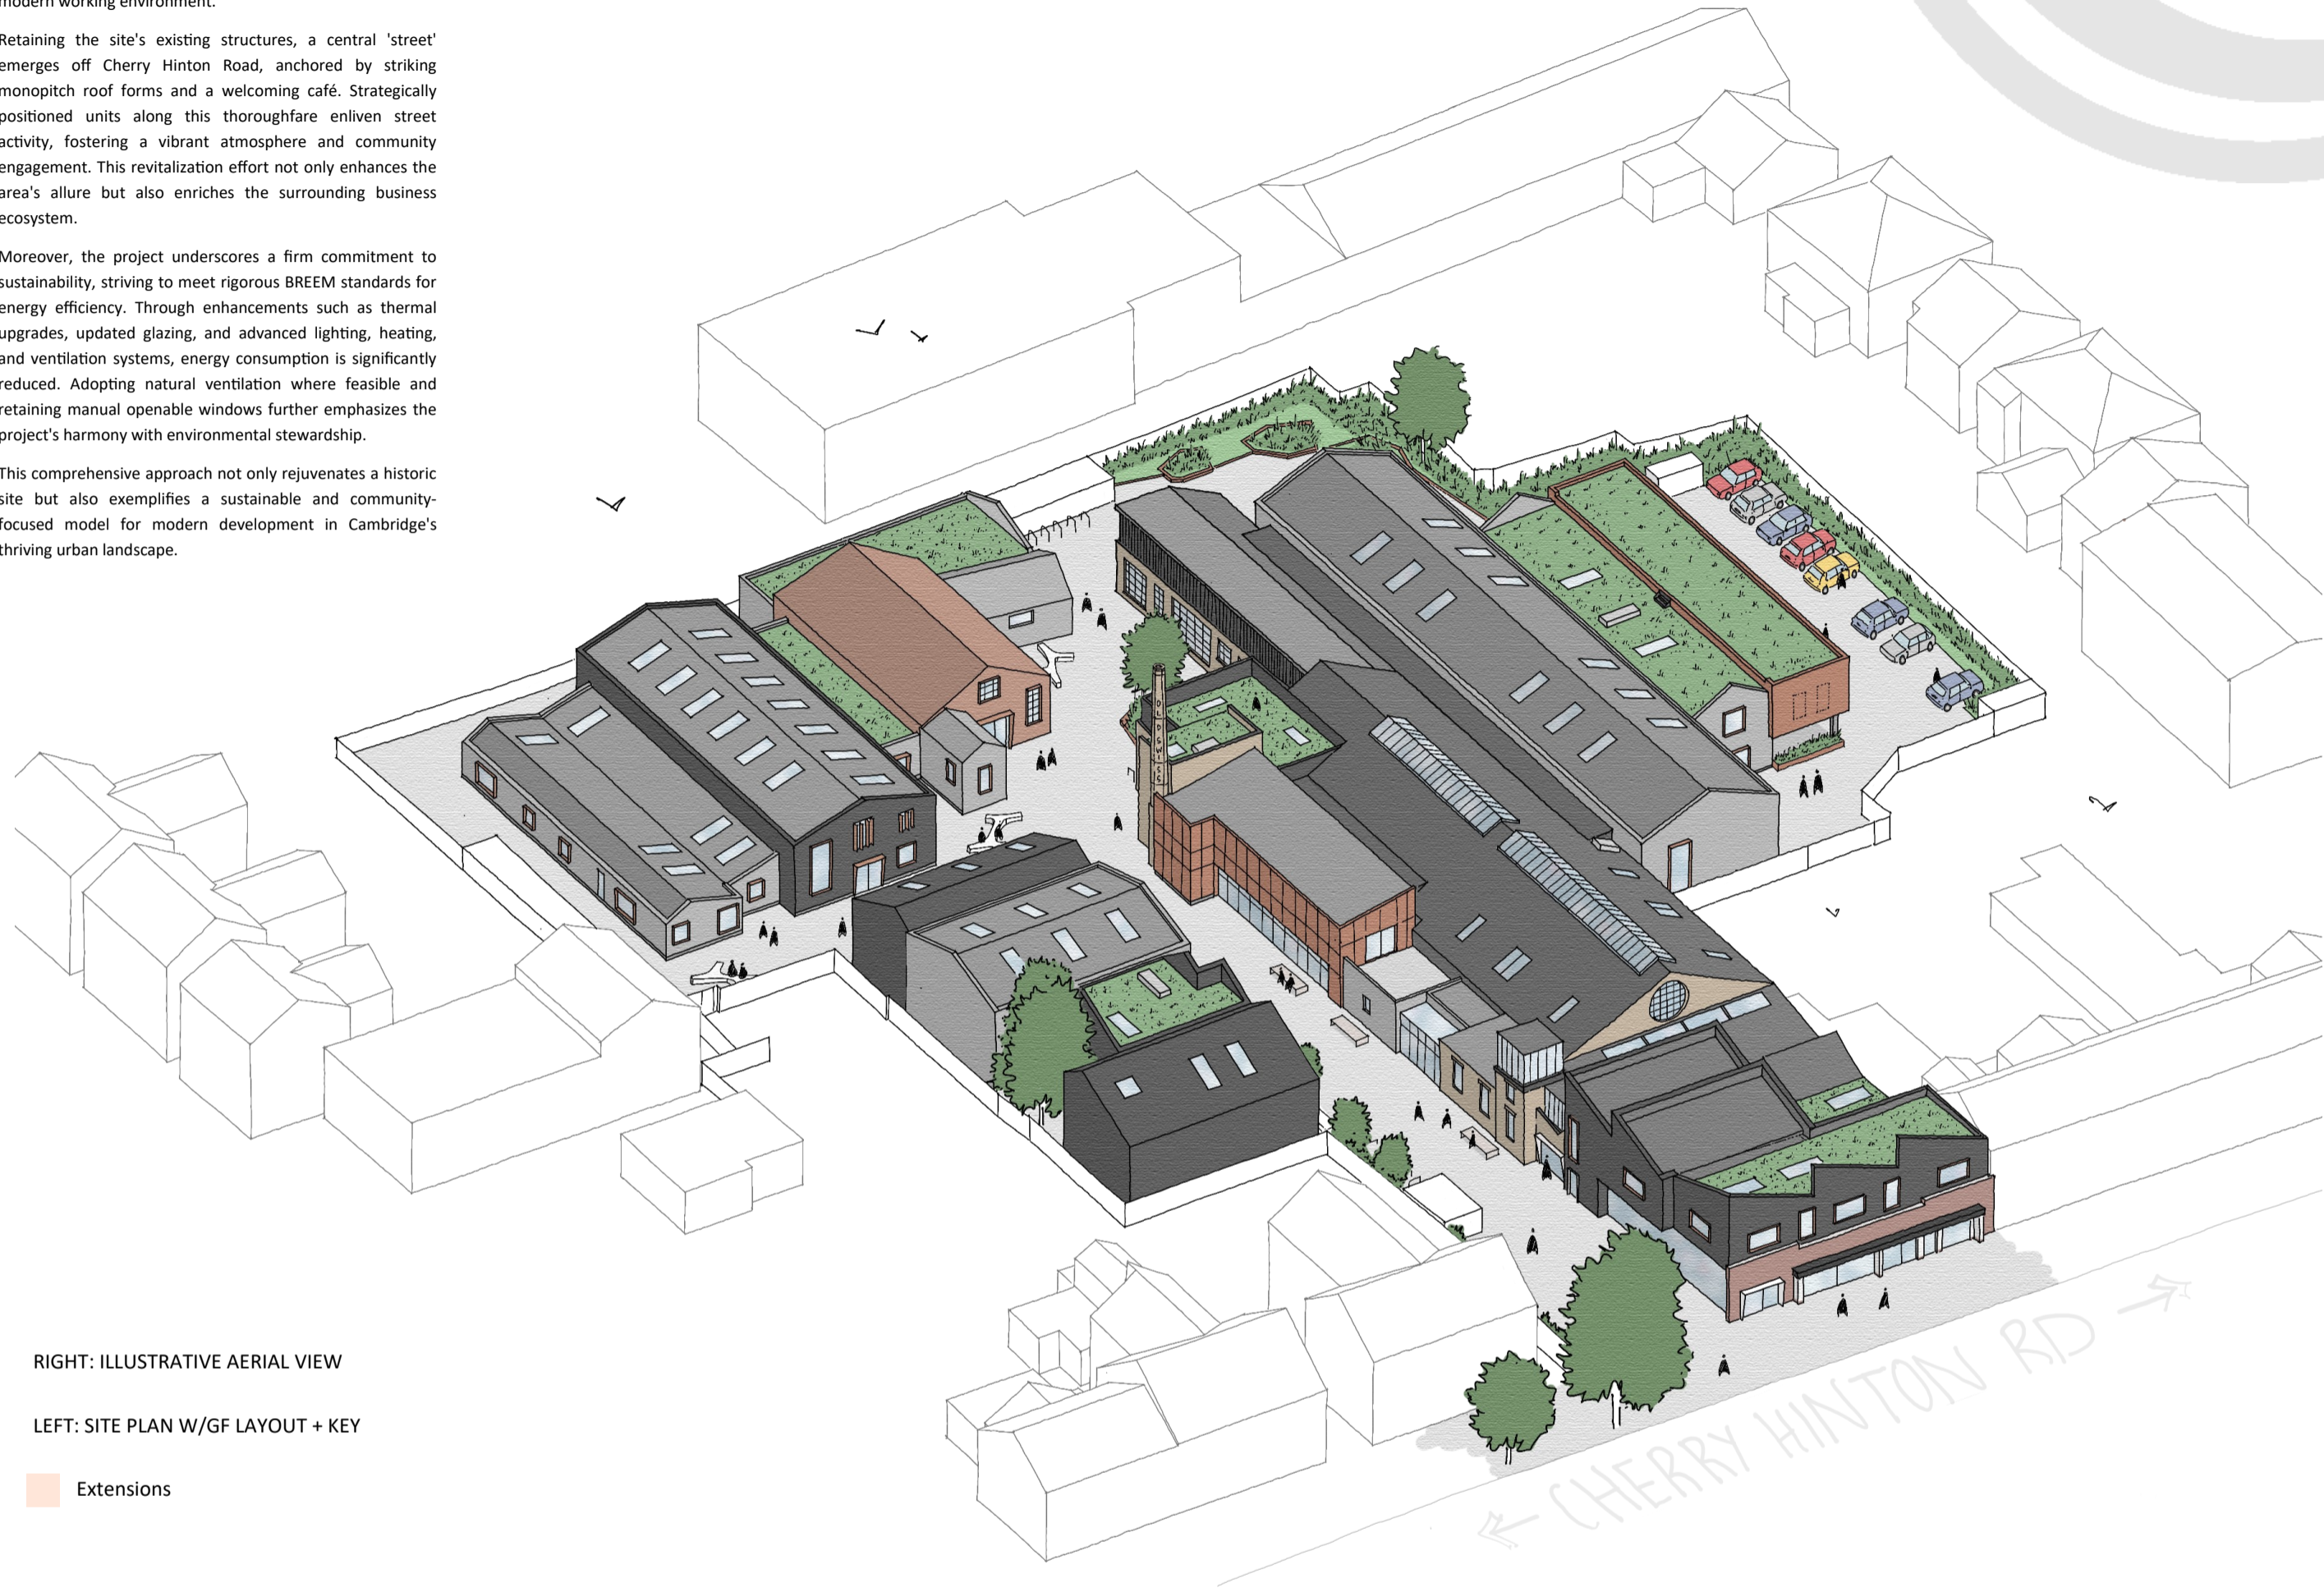 modern working environment.
Retaining the site's existing structures, a central 'street'
emerges off Cherry Hinton Road, anchored by striking
monopitch roof forms and a welcoming café. Strategically
positioned units along this thoroughfare enliven street
activity, fostering a vibrant atmosphere and community
engagement. This revitalization effort not only enhances the
area's allure but also enriches the surrounding business
ecosystem.
Moreover, the project underscores a firm commitment to
sustainability, striving to meet rigorous BREEM standards for
energy efficiency. Through enhancements such as thermal
upgrades, updated glazing, and advanced lighting, heating,
and ventilation systems, energy consumption is significantly
reduced. Adopting natural ventilation where feasible and
retaining manual openable windows further emphasizes the
project's harmony with environmental stewardship.
This comprehensive approach not only rejuvenates a historic
site but also exemplifies a sustainable and community-
focused model for modern development in Cambridge's
thriving urban landscape.
OLD SWISS
CHERRY HINTON RD
RIGHT: ILLUSTRATIVE AERIAL VIEW
LEFT: SITE PLAN W/GF LAYOUT + KEY
Extensions